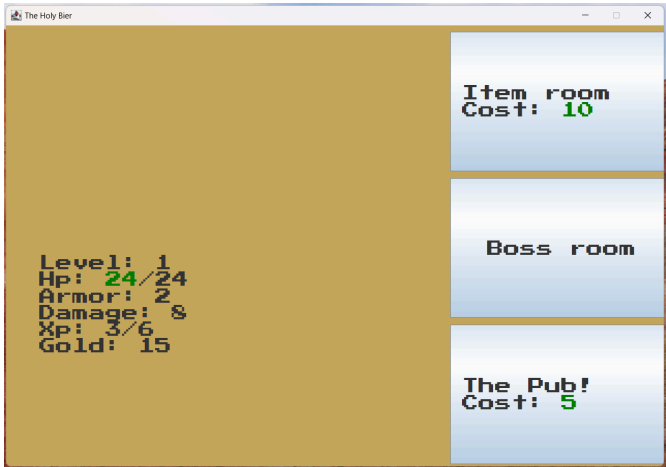 The Holy Bier
Item room
Cost: 10
Boss room
Level: 1
Hp: 24/24
Armor: 2
Damage: 8
Xp: 3/6
Gold: 15
The Pub!
Cost: 5